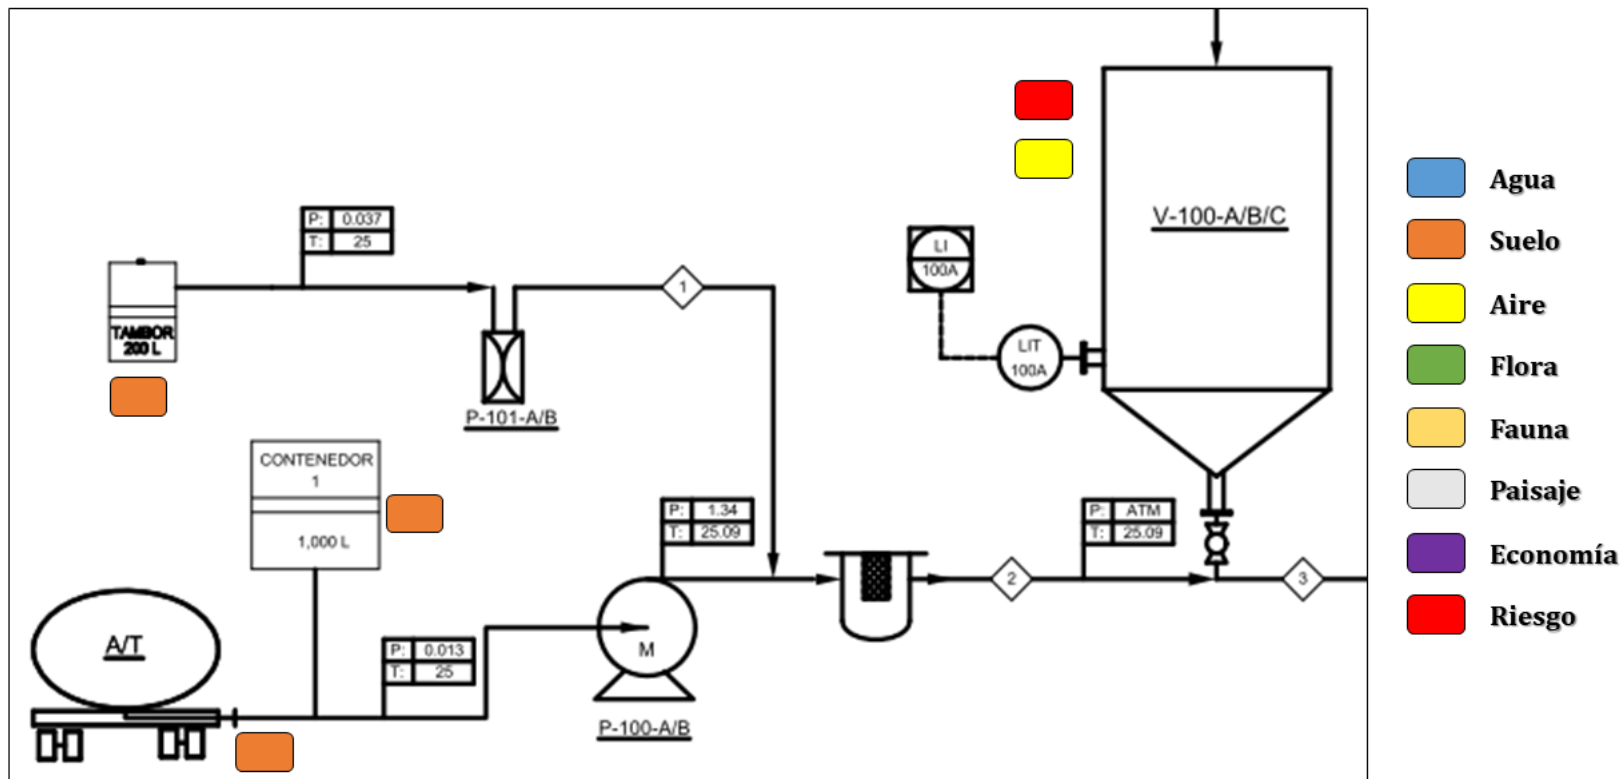 V-100-A/B/C
P: 0.037
T: 25
TAMBOR
200 L
1
P-101-A/B
LI
100A
LIT
100A
CONTENEDOR
1
1,000 L
P: 1.34
T: 25.09
P: ATM
T: 25.09
2
3
A/T
P: 0.013
T: 25
M
P-100-A/B
Agua
Suelo
Aire
Flora
Fauna
Paisaje
Economía
Riesgo